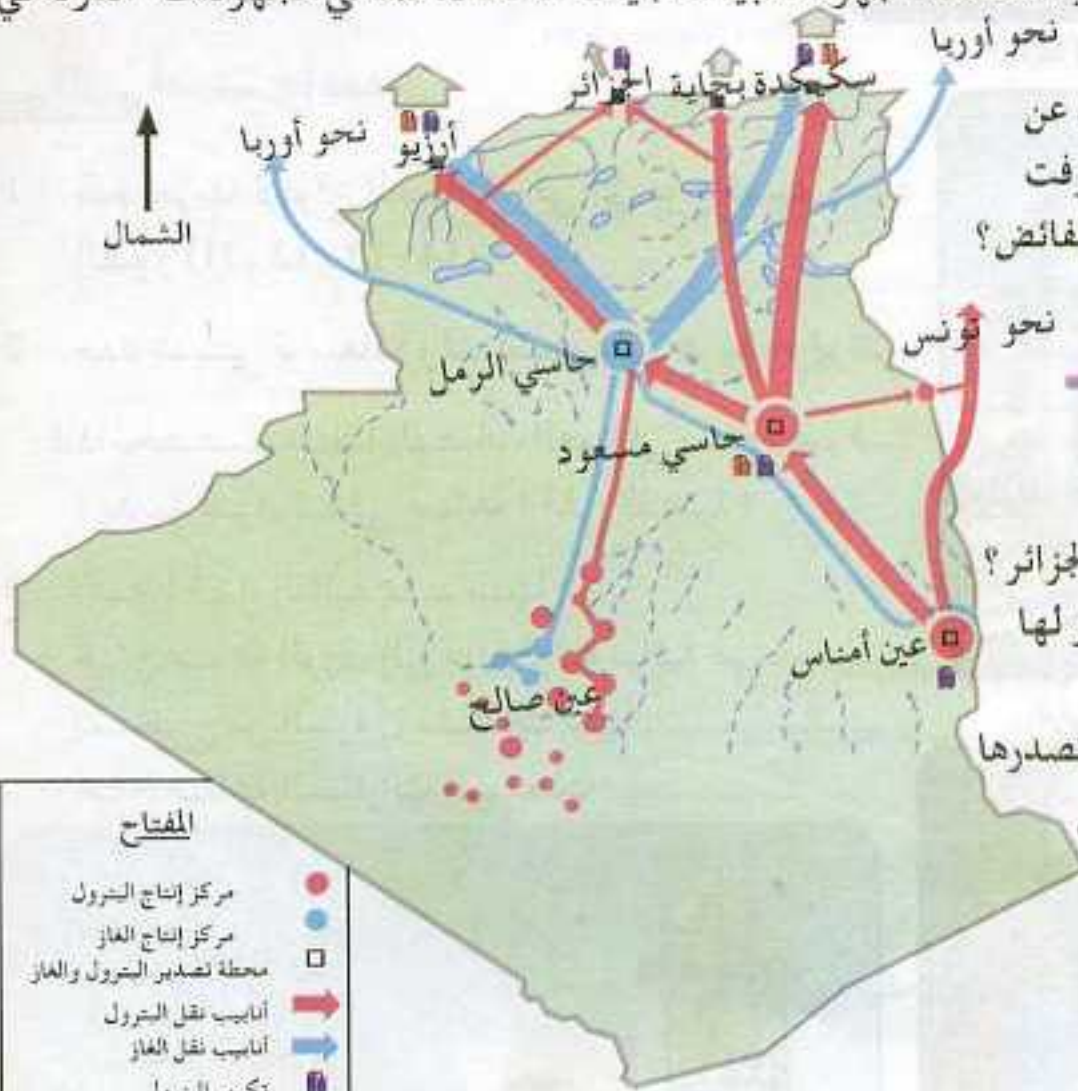 نحو أوربا
سكيكدة
بجاية
الجزائر
أرزيو
نحو أوربا
الشمال
عن
فائض؟
نحو تونس
حاسي الرمل
حاسي مسعود
لجزائر؟
لها
عين أمناس
عين صالح
صدرها
المفتاح
مركز إنتاج البترول
مركز إنتاج الغاز
محطة تصدير البترول والغاز
أنابيب نقل البترول
أنابيب نقل الغاز